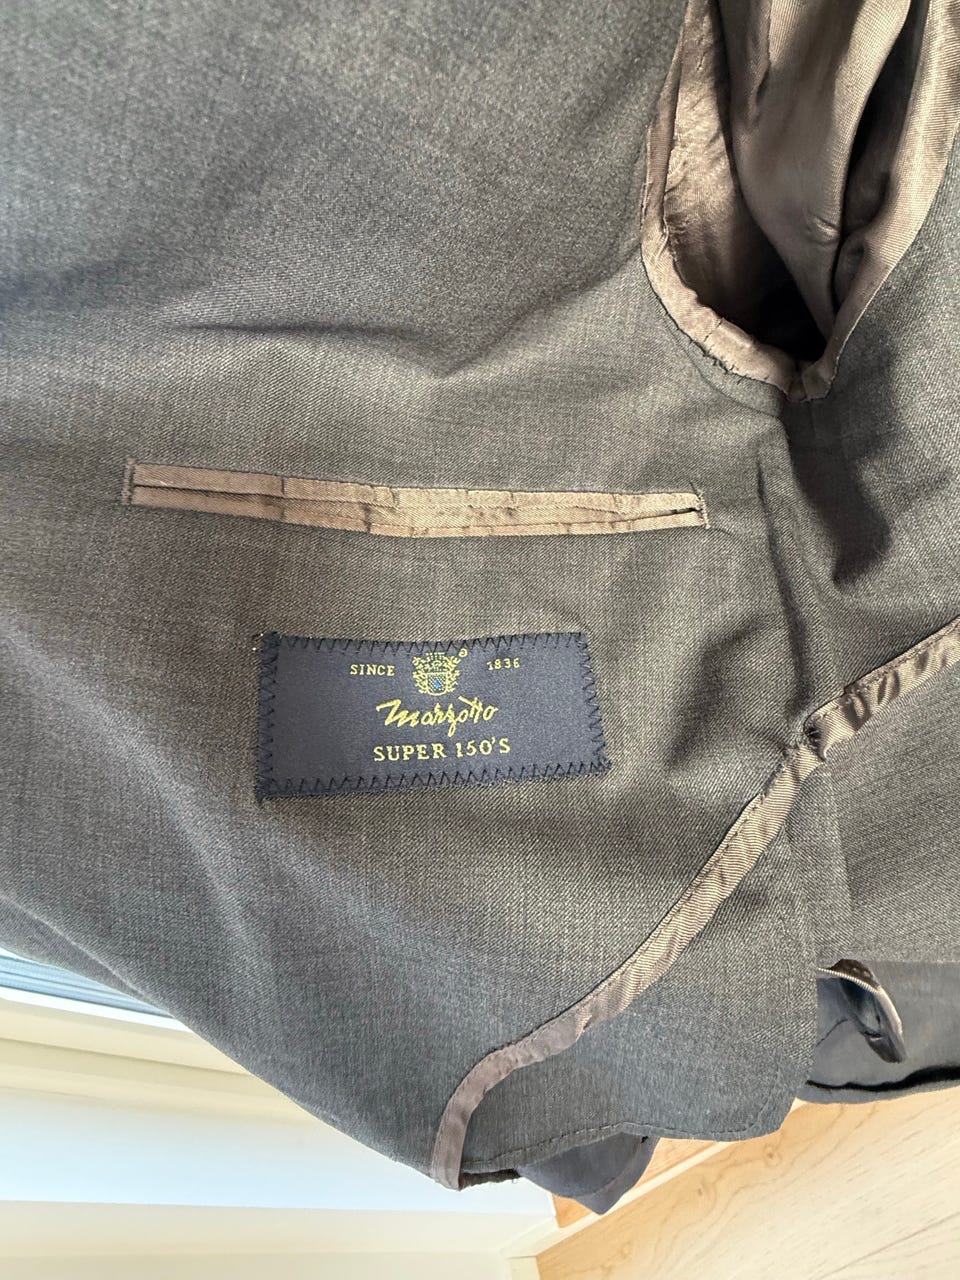 SINCE 1836
Marzotto
SUPER 150'S